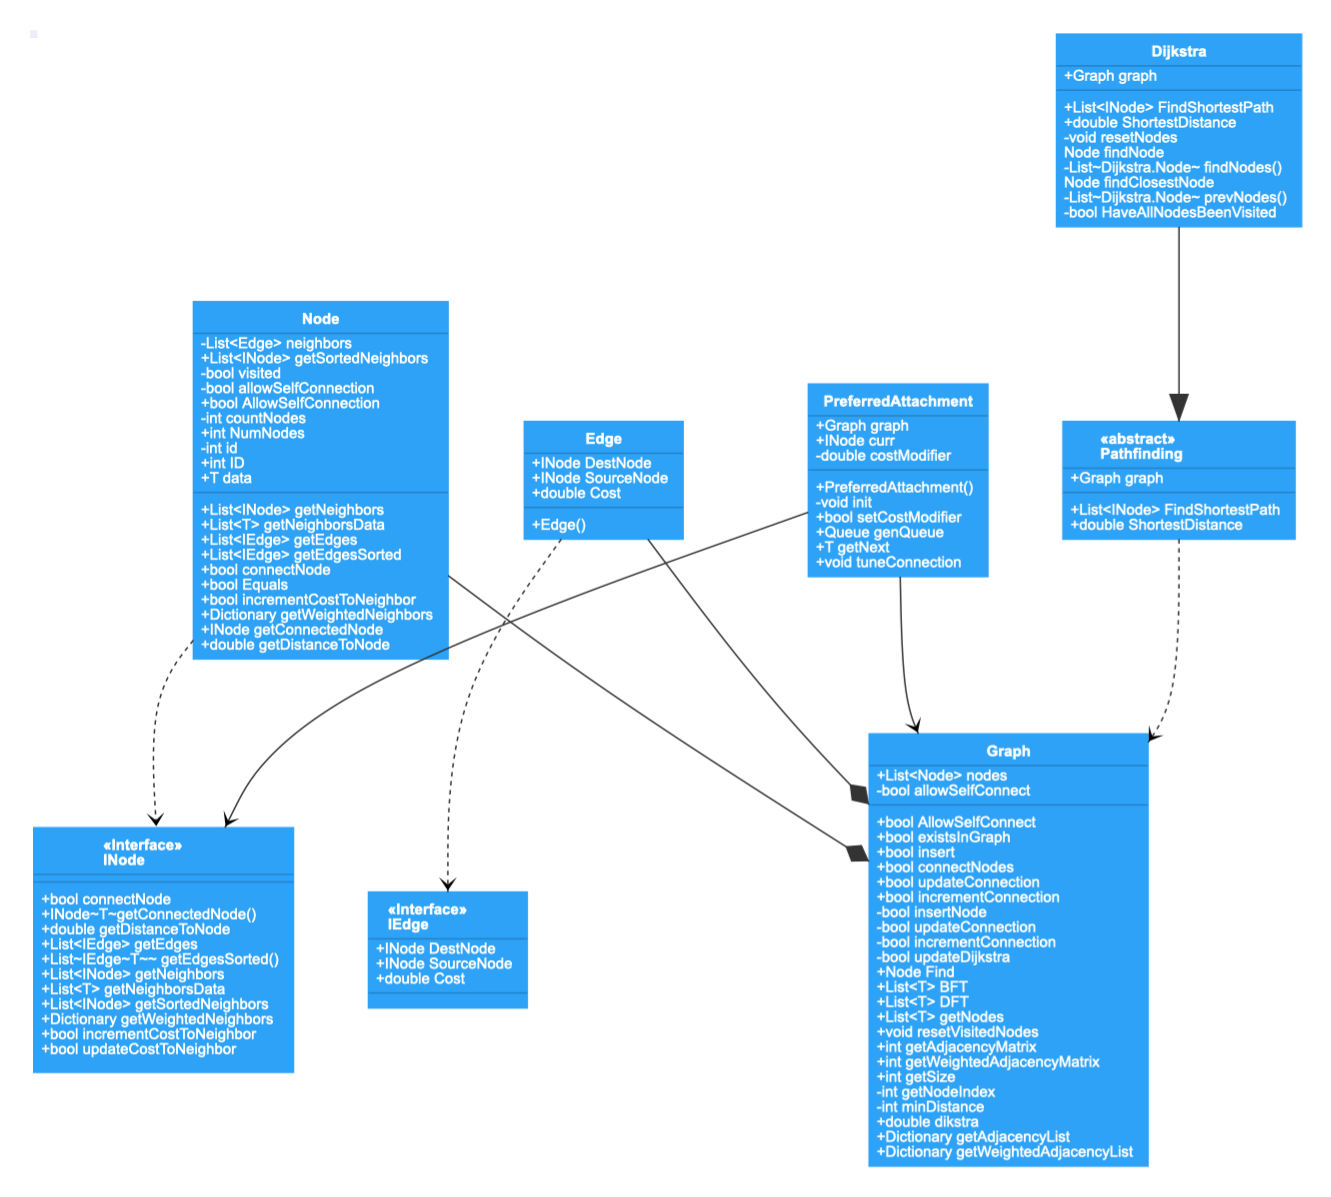 Dijkstra
+Graph graph
+List<INode> FindShortestPath
+double ShortestDistance
-void resetNodes
Node findNode
-List~Dijkstra.Node~ findNodes()
Node findClosestNode
-List~Dijkstra.Node~ prevNodes()
-bool HaveAllNodesBeenVisited
Node
-List<Edge> neighbors
+List<INode> getSortedNeighbors
-bool visited
-bool allowSelfConnection
+bool AllowSelfConnection
-int countNodes
+int NumNodes
-int id
+int ID
+T data
+List<INode> getNeighbors
+List<T> getNeighborsData
+List<IEdge> getEdges
+List<IEdge> getEdgesSorted
+bool connectNode
+bool Equals
+bool incrementCostToNeighbor
+Dictionary getWeightedNeighbors
+INode getConnectedNode
+double getDistanceToNode
Edge
+INode DestNode
+INode SourceNode
+double Cost
+Edge()
PreferredAttachment
+Graph graph
+INode curr
-double costModifier
+PreferredAttachment()
-void init
+bool setCostModifier
+Queue genQueue
+T getNext
+void tuneConnection
«abstract»
Pathfinding
+Graph graph
+List<INode> FindShortestPath
+double ShortestDistance
«Interface»
INode
+bool connectNode
+INode~T~getConnectedNode()
+double getDistanceToNode
+List<IEdge> getEdges
+List~IEdge~T~~ getEdgesSorted()
+List<INode> getNeighbors
+List<T> getNeighborsData
+List<INode> getSortedNeighbors
+Dictionary getWeightedNeighbors
+bool incrementCostToNeighbor
+bool updateCostToNeighbor
«Interface»
IEdge
+INode DestNode
+INode SourceNode
+double Cost
Graph
+List<Node> nodes
-bool allowSelfConnect
+bool AllowSelfConnect
+bool existsInGraph
+bool insert
+bool connectNodes
+bool updateConnection
+bool incrementConnection
-bool insertNode
-bool updateConnection
-bool incrementConnection
-bool updateDijkstra
+Node Find
+List<T> BFT
+List<T> DFT
+List<T> getNodes
+void resetVisitedNodes
+int getAdjacencyMatrix
+int getWeightedAdjacencyMatrix
+int getSize
-int getNodeIndex
-int minDistance
+double dikstra
+Dictionary getAdjacencyList
+Dictionary getWeightedAdjacencyList